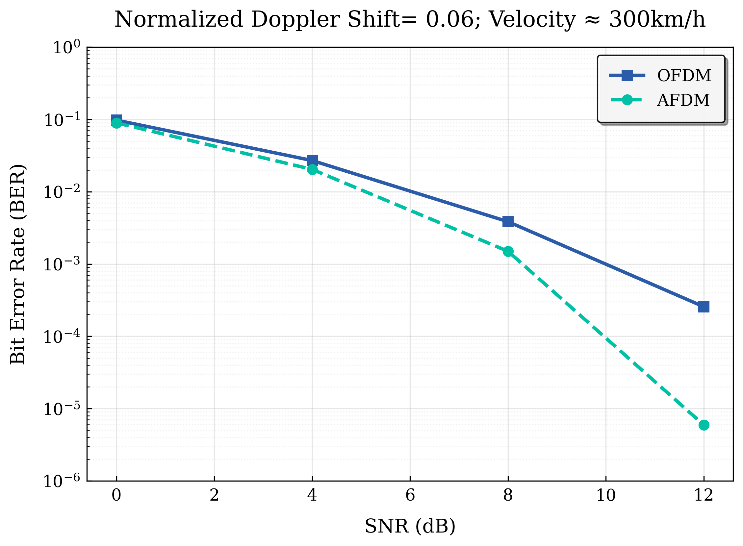 Normalized Doppler Shift= 0.06; Velocity ≈ 300km/h
OFDM
AFDM
10⁰
10⁻¹
10⁻²
10⁻³
10⁻⁴
10⁻⁵
10⁻⁶
Bit Error Rate (BER)
0 2 4 6 8 10 12
SNR (dB)